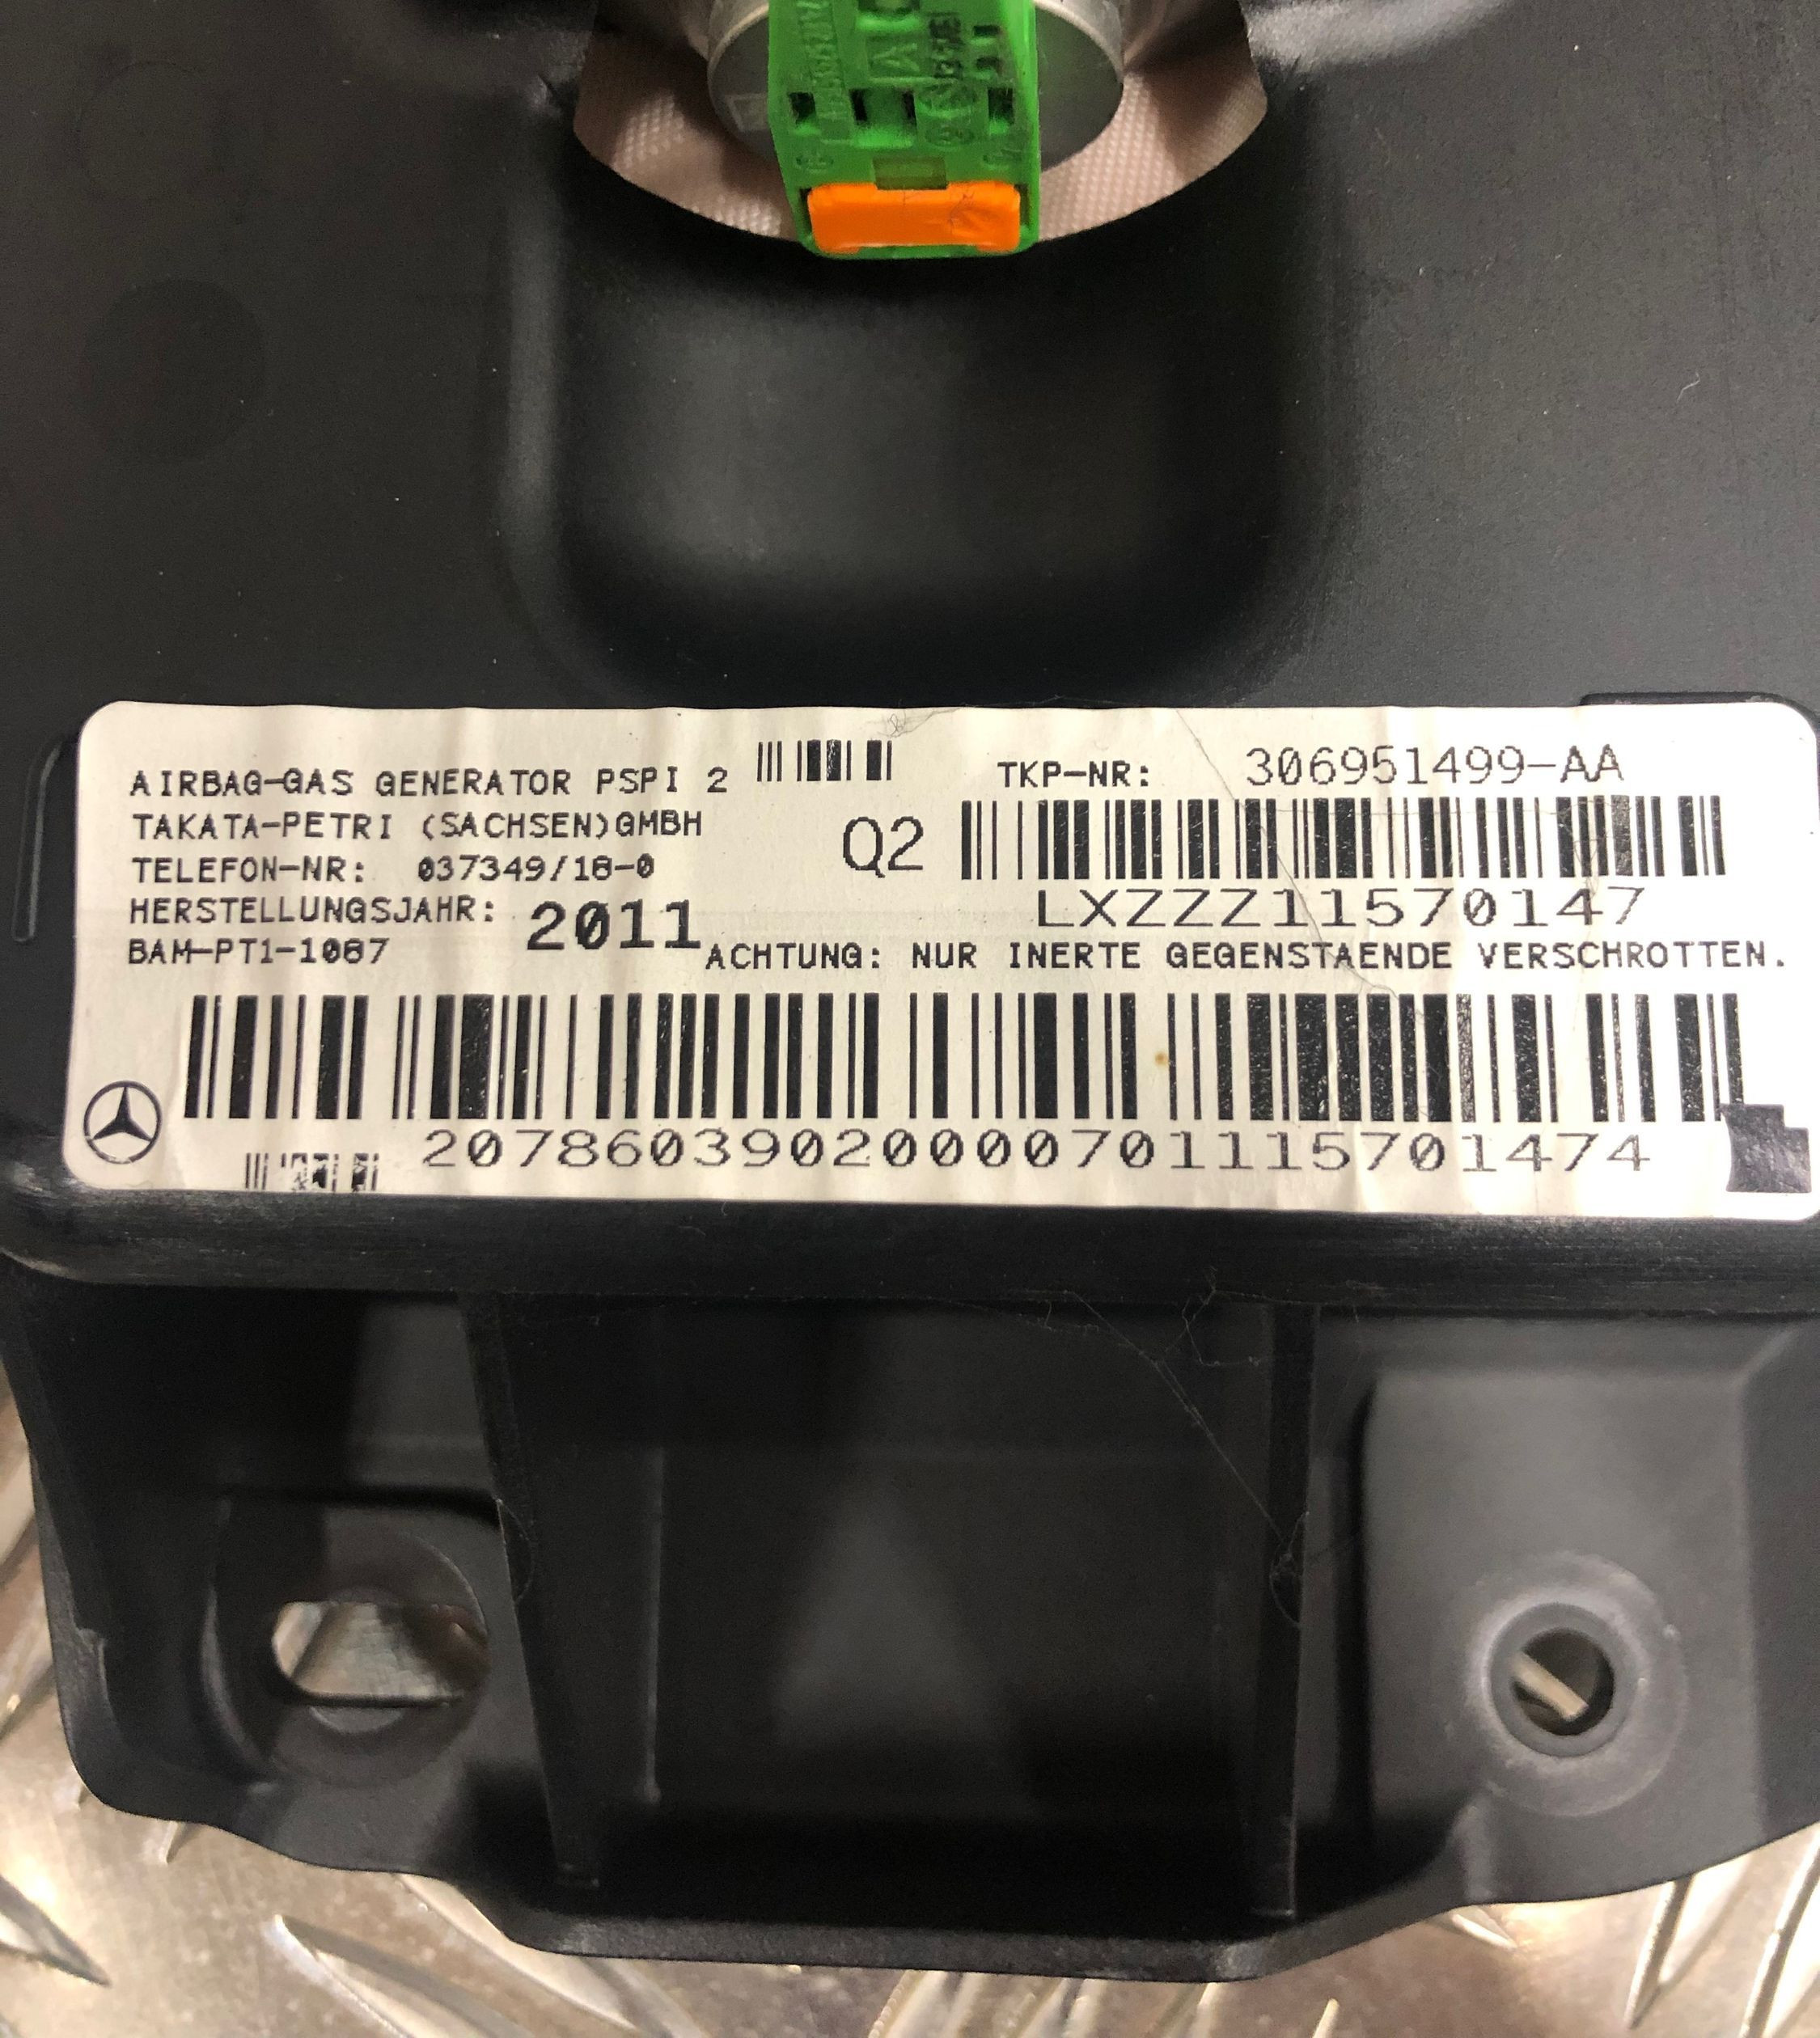 AIRBAG-GAS GENERATOR PSPI 2
TAKATA-PETRI (SACHSEN)GMBH
TELEFON-NR: 037349/18-0
HERSTELLUNGSJAHR: 2011
BAM-PT1-1087
Q2
TKP-NR: 306951499-AA
LXZZZ11570147
ACHTUNG: NUR INERTE GEGENSTAENDE VERSCHROTTEN.
20786039020000701115701474